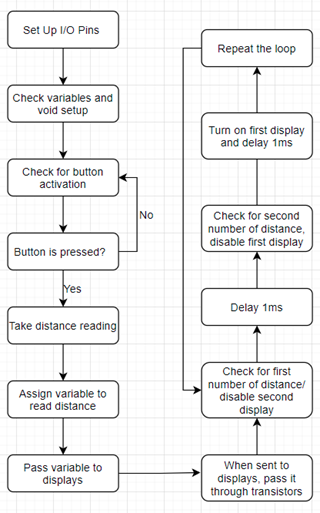 Set Up I/O Pins
Check variables and
void setup
Check for button
activation
No
Button is pressed?
Yes
Take distance reading
Assign variable to
read distance
Pass variable to
displays
When sent to
displays, pass it
through transistors
Check for first
number of distance/
disable second
display
Delay 1ms
Check for second
number of distance,
disable first display
Turn on first display
and delay 1ms
Repeat the loop